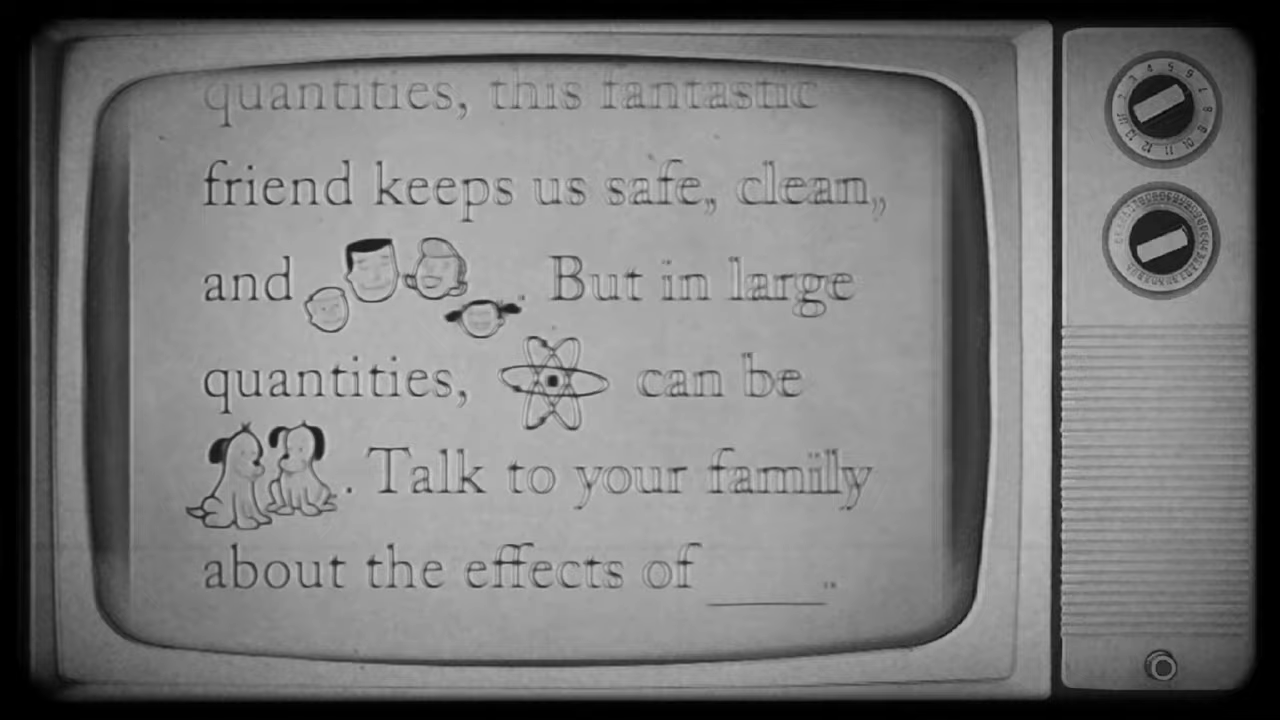 quantities, this fantastic
friend keeps us safe, clean,
and . But in large
quantities, can be
. Talk to your family
about the effects of ____.